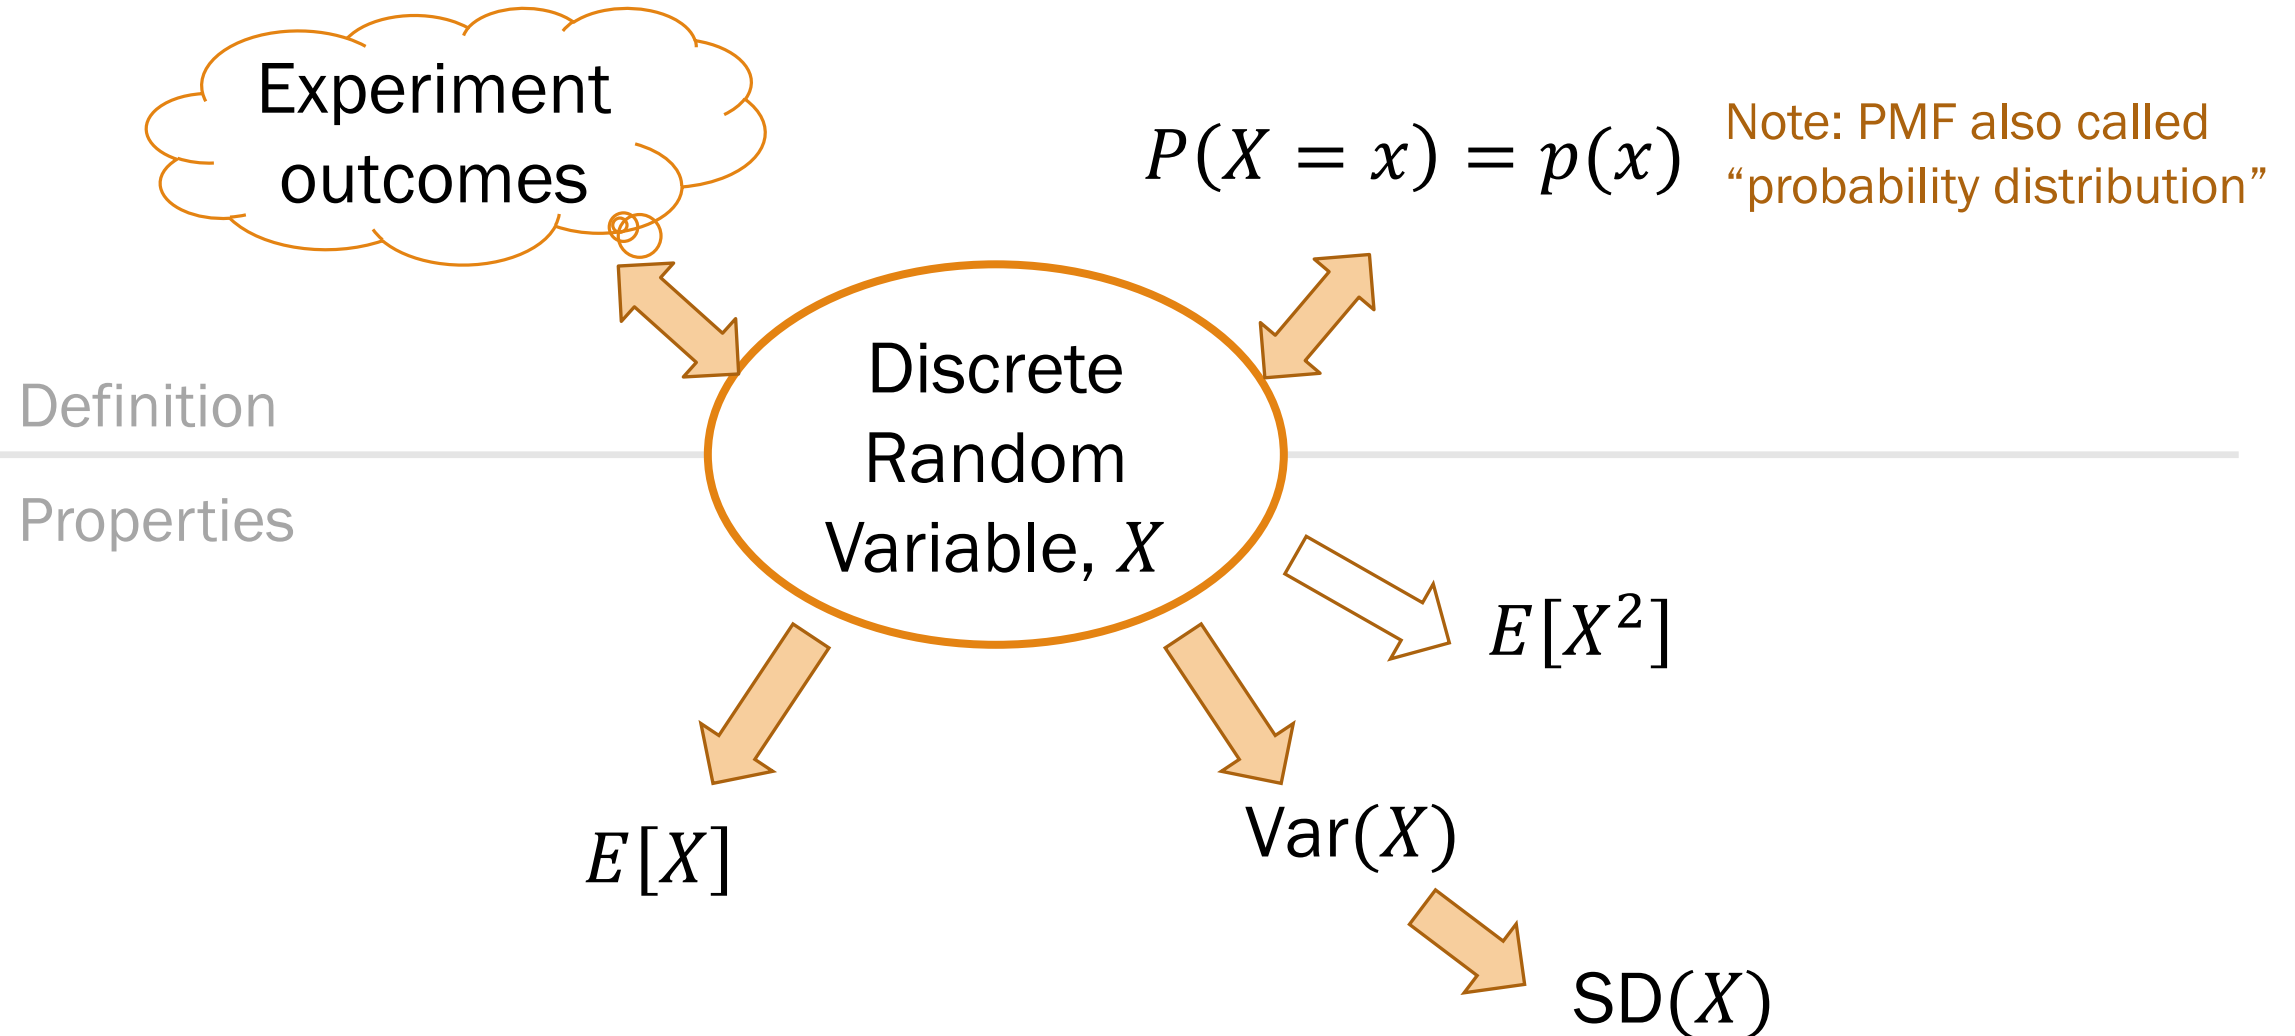 Experiment
outcomes
P(X = x) = p(x)
Note: PMF also called
“probability distribution”
Definition
Discrete
Random
Variable, X
Properties
E[X²]
E[X]
Var(X)
SD(X)